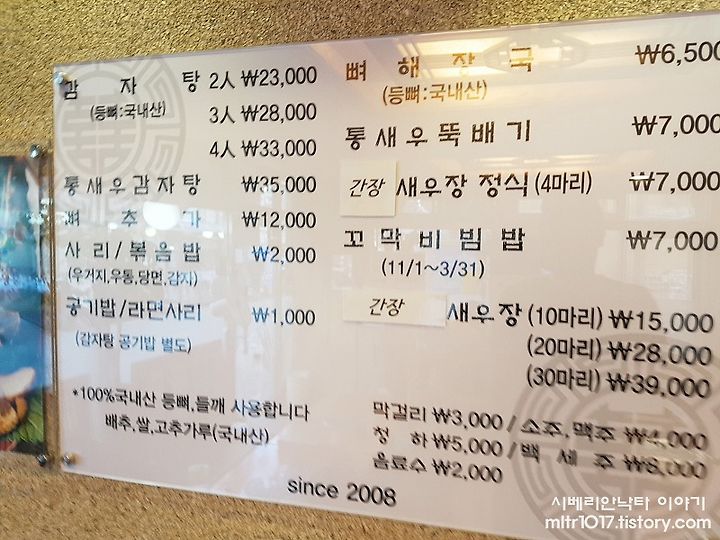 감 자 탕 2人 ₩23,000
(등뼈:국내산) 3人 ₩28,000
4人 ₩33,000
통새우감자탕 ₩35,000
뼈 추 가 ₩12,000
사 리 / 볶 음 밥 ₩2,000
(우거지,우통,당면,감자)
공기밥/라면사리 ₩1,000
(감자탕 공기밥 별도)
*100%국내산 등뼈,들깨 사용합니다
배추,쌀,고추가루(국내산)
뼈 해 장 국 ₩6,500
(등뼈:국내산)
통 새 우 뚝 배 기 ₩7,000
간장 새우장 정식 (4마리) ₩7,000
꼬 막 비 빔 밥 ₩7,000
(11/1~3/31)
간장 새우장 (10마리) ₩15,000
(20마리) ₩28,000
(30마리) ₩39,000
막걸리 ₩3,000 / 소주,맥주 ₩4,000
청 하 ₩5,000 / 백 세 주 ₩8,000
음료수 ₩2,000
since 2008
시베리안낙타 이야기
mltr1017.tistory.com